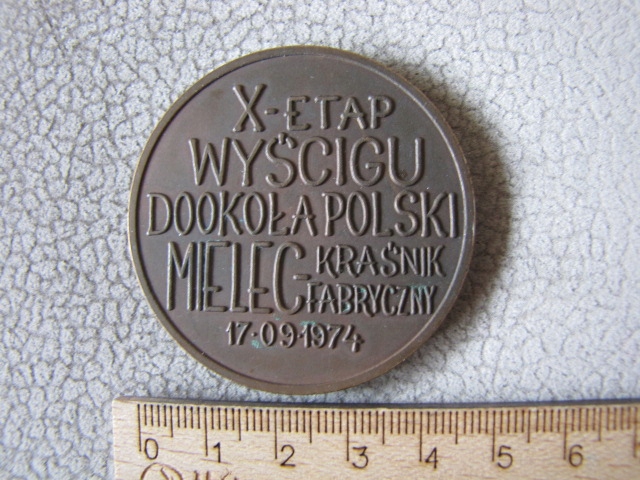 X-ETAP
WYŚCIGU
DOOKOŁA POLSKI
MIELEC-KRAŚNIK
FABRYCZNY
17·09·1974
0 1 2 3 4 5 6